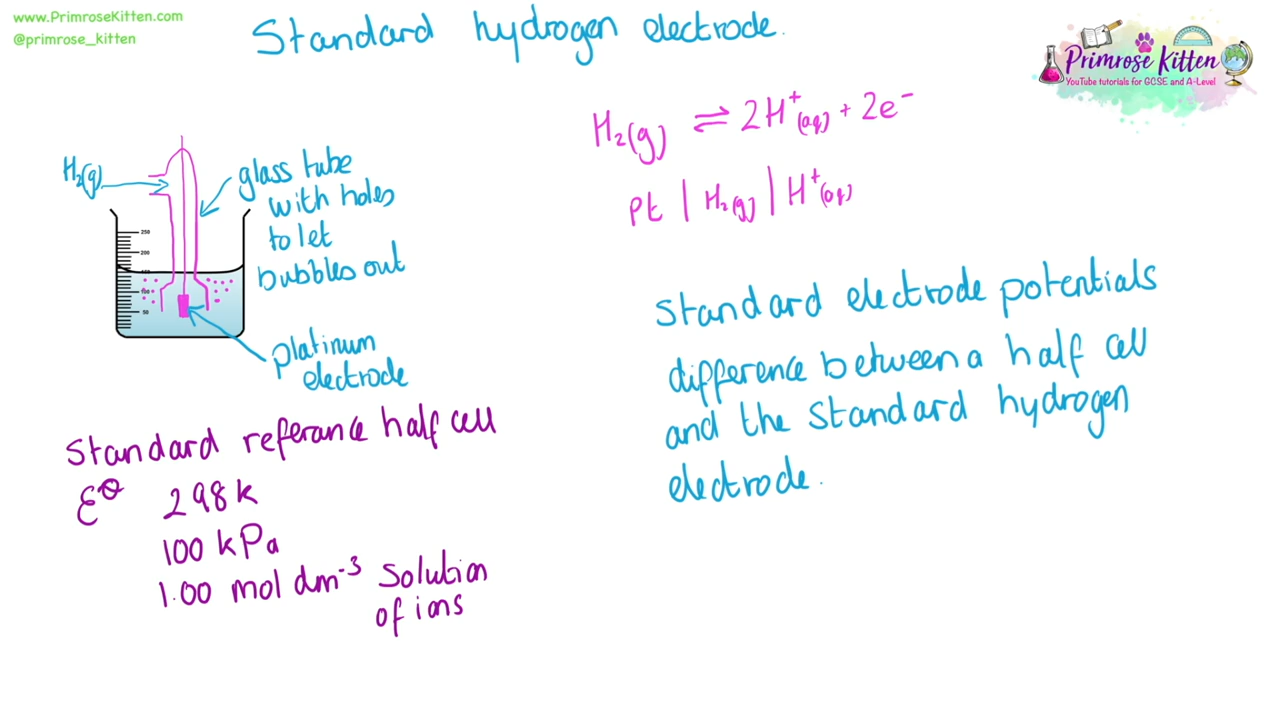 www.PrimroseKitten.com
@primrose_kitten
Standard hydrogen electrode.
Primrose Kitten
YouTube tutorials for GCSE and A-Level
H₂(g) ⇌ 2H⁺(aq) + 2e⁻
Pt | H₂(g) | H⁺(aq)
H₂(g)
glass tube
with holes
to let
bubbles out
250
200
150
100
50
platinum
electrode
Standard referance half cell
E⊖ 298k
100 kPa
1.00 mol dm⁻³ solution
of ions
Standard electrode potentials
difference between a half cell
and the standard hydrogen
electrode.